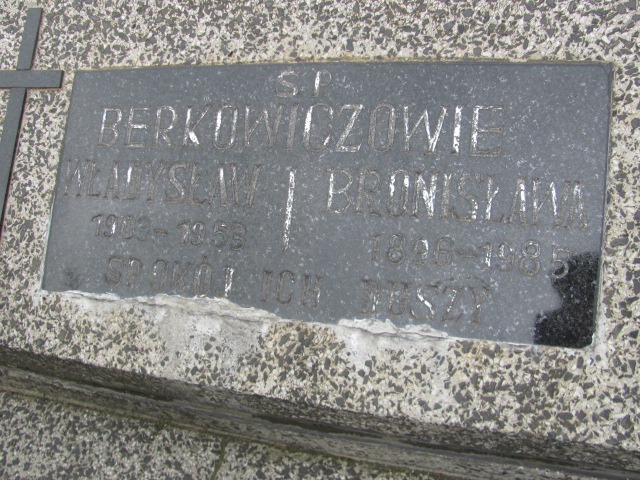 Ś P
BERKOWICZOWIE
WŁADYSŁAW I BRONISŁAWA
1903-1958 1896-1985
SPOKÓJ ICH DUSZY